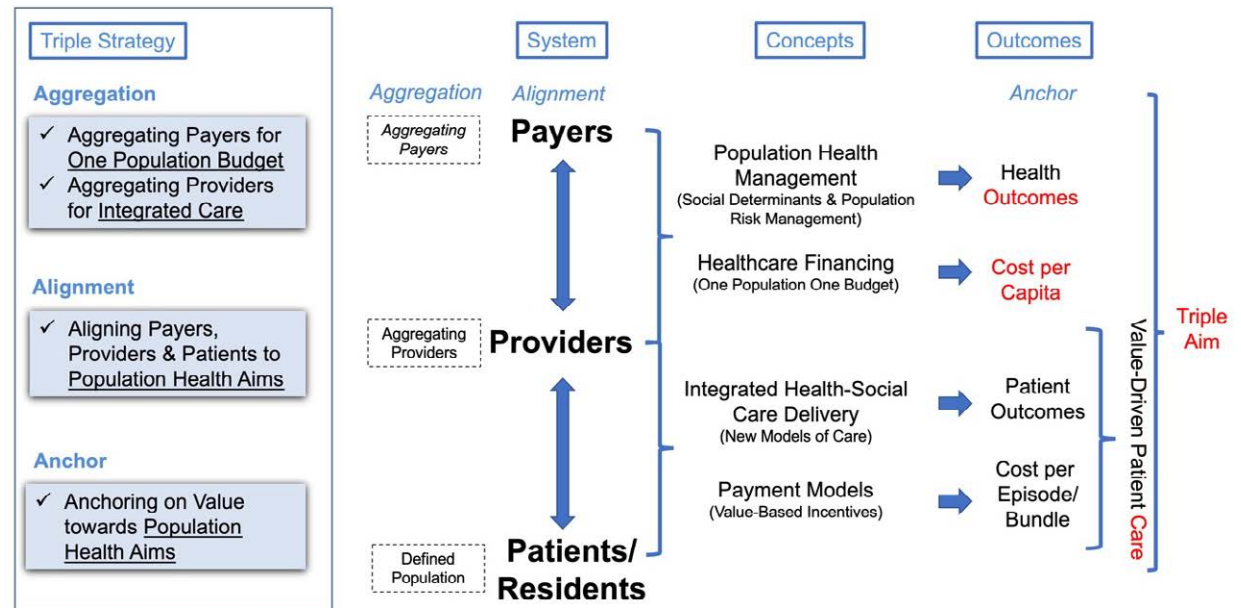 Triple Strategy
Aggregation
✓ Aggregating Payers for
One Population Budget
✓ Aggregating Providers
for Integrated Care
Alignment
✓ Aligning Payers,
Providers & Patients to
Population Health Aims
Anchor
✓ Anchoring on Value
towards Population
Health Aims
System
Concepts
Outcomes
Aggregation
Alignment
Anchor
Aggregating
Payers
Payers
Aggregating
Providers
Providers
Defined
Population
Patients/
Residents
Population Health
Management
(Social Determinants & Population
Risk Management)
Healthcare Financing
(One Population One Budget)
Integrated Health-Social
Care Delivery
(New Models of Care)
Payment Models
(Value-Based Incentives)
Health
Outcomes
Cost per
Capita
Patient
Outcomes
Cost per
Episode/
Bundle
Value-Driven Patient Care
Triple
Aim